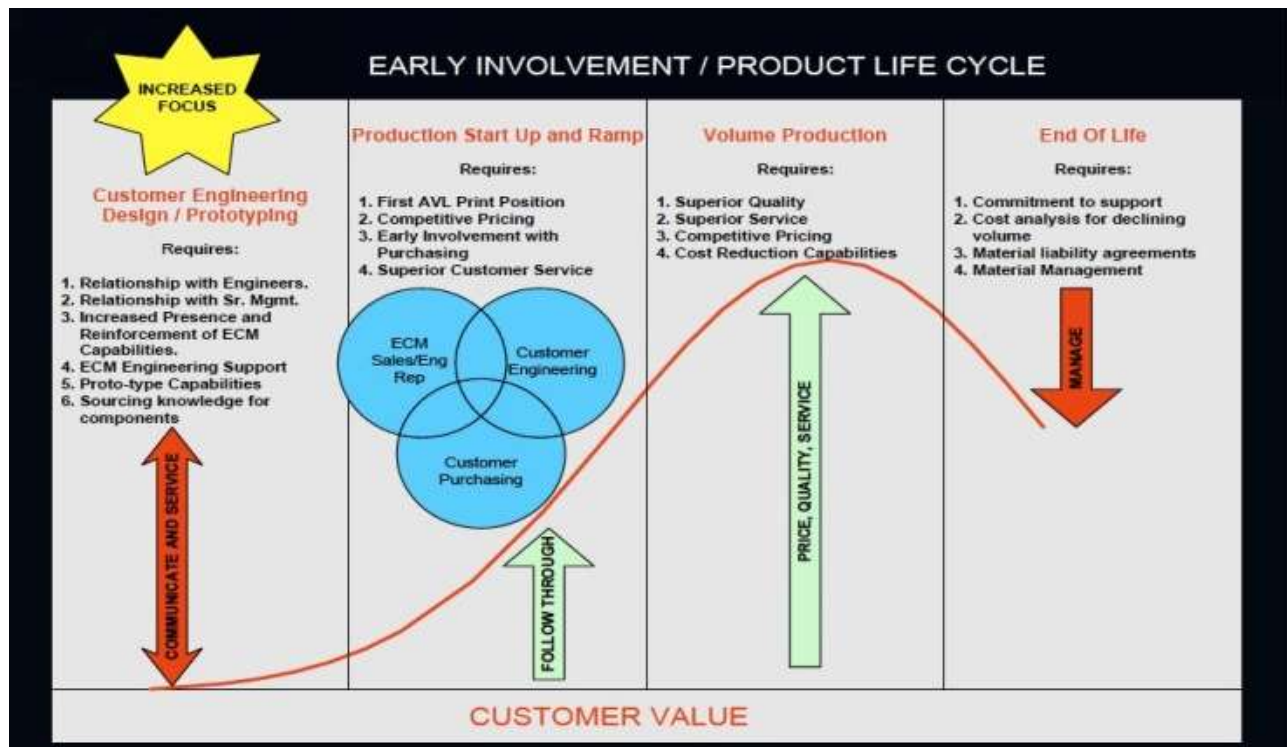 EARLY INVOLVEMENT / PRODUCT LIFE CYCLE
INCREASED
FOCUS
Customer Engineering
Design / Prototyping
Requires:
1. Relationship with Engineers.
2. Relationship with Sr. Mgmt.
3. Increased Presence and
Reinforcement of ECM
Capabilities.
4. ECM Engineering Support
5. Proto-type Capabilities
6. Sourcing knowledge for
components
COMMUNICATE AND SERVICE
Production Start Up and Ramp
Requires:
1. First AVL Print Position
2. Competitive Pricing
3. Early Involvement with
Purchasing
4. Superior Customer Service
ECM
Sales/Eng
Rep
Customer
Engineering
Customer
Purchasing
FOLLOW THROUGH
Volume Production
Requires:
1. Superior Quality
2. Superior Service
3. Competitive Pricing
4. Cost Reduction Capabilities
PRICE, QUALITY, SERVICE
End Of Life
Requires:
1. Commitment to support
2. Cost analysis for declining
volume
3. Material liability agreements
4. Material Management
MANAGE
CUSTOMER VALUE